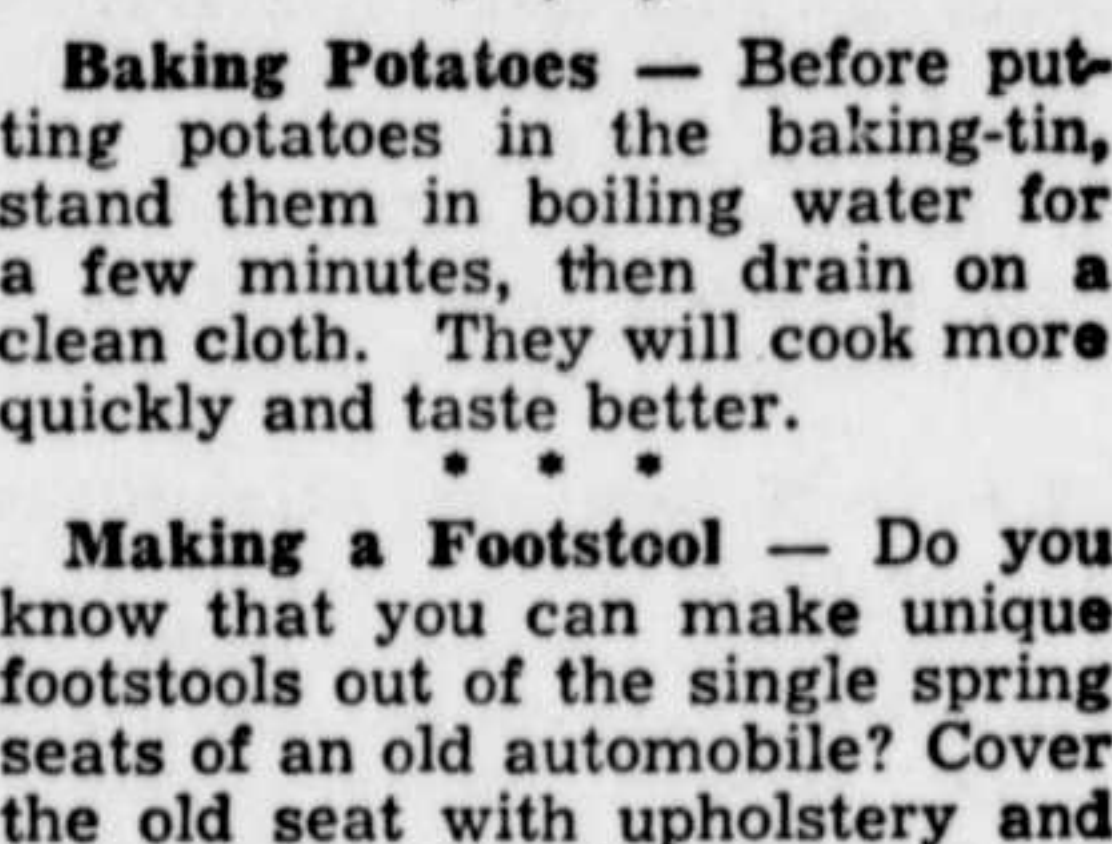 Baking Potatoes — Before put-
ting potatoes in the baking-tin,
stand them in boiling water for
a few minutes, then drain on a
clean cloth. They will cook more
quickly and taste better.
* * *
Making a Footstool — Do you
know that you can make unique
footstools out of the single spring
seats of an old automobile? Cover
the old seat with upholstery and